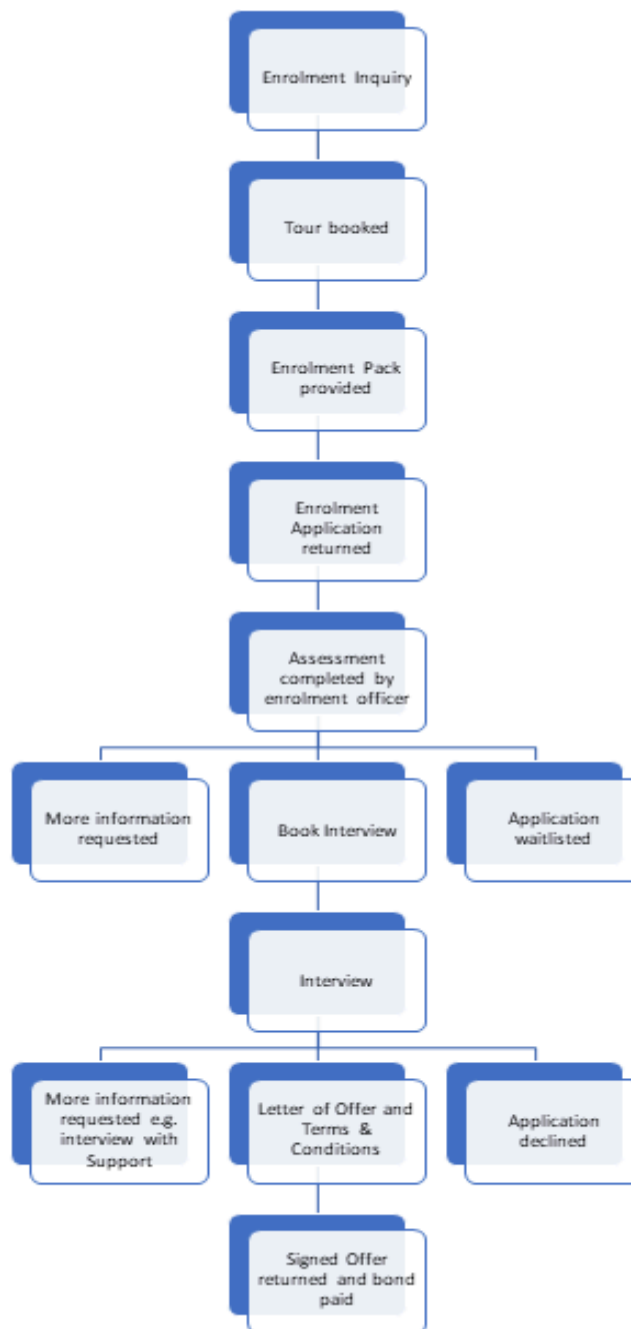 Enrolment Inquiry
Tour booked
Enrolment Pack
provided
Enrolment
Application
returned
Assessment
completed by
enrolment officer
More information
requested
Book Interview
Application
waitlisted
Interview
More information
requested e.g.
interview with
Support
Letter of Offer and
Terms &
Conditions
Application
declined
Signed Offer
returned and bond
paid